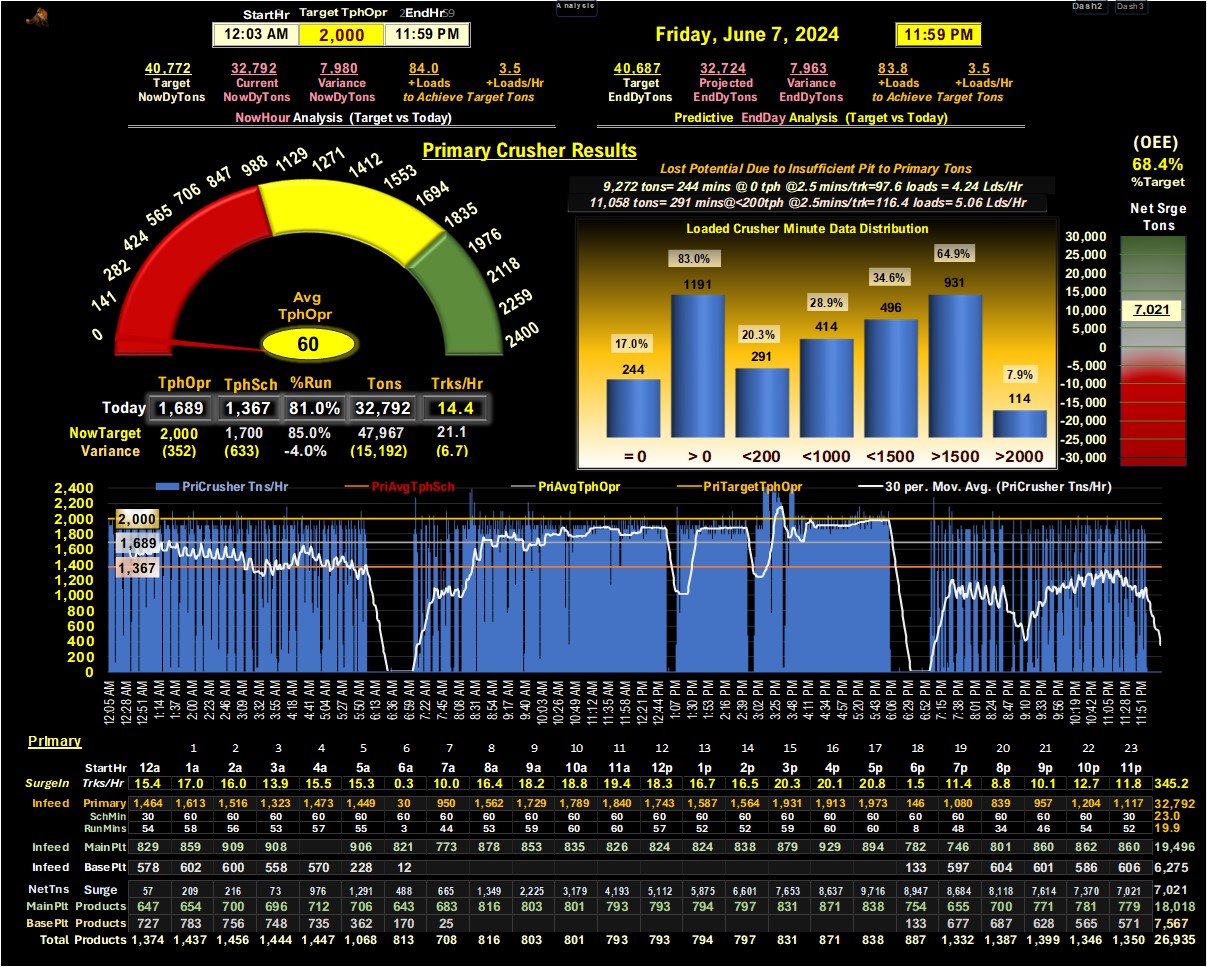 Analysis
Dash2 Dash3
StartHr Target TphOpr EndHr
12:03 AM 2,000 11:59 PM
Friday, June 7, 2024 11:59 PM
40,772 32,792 7,980 84.0 3.5
Target Current Variance +Loads +Loads/Hr
NowDyTons NowDyTons NowDyTons to Achieve Target Tons
NowHour Analysis (Target vs Today)
40,687 32,724 7,963 83.8 3.5
Target Projected Variance +Loads +Loads/Hr
EndDyTons EndDyTons EndDyTons to Achieve Target Tons
Predictive EndDay Analysis (Target vs Today)
Primary Crusher Results
0 141 282 424 565 706 847 988 1129 1271 1412 1553 1694 1835 1976 2118 2259 2400
Avg
TphOpr
60
TphOpr TphSch %Run Tons Trks/Hr
Today 1,689 1,367 81.0% 32,792 14.4
NowTarget 2,000 1,700 85.0% 47,967 21.1
Variance (352) (633) -4.0% (15,192) (6.7)
Lost Potential Due to Insufficient Pit to Primary Tons
9,272 tons= 244 mins @ 0 tph @2.5 mins/trk=97.6 loads = 4.24 Lds/Hr
11,058 tons= 291 mins@<200tph @2.5mins/trk=116.4 loads= 5.06 Lds/Hr
Loaded Crusher Minute Data Distribution
17.0% 83.0% 20.3% 28.9% 34.6% 64.9% 7.9%
244 1191 291 414 496 931 114
= 0 > 0 <200 <1000 <1500 >1500 >2000
(OEE)
68.4%
%Target
Net Srge
Tons
30,000
25,000
20,000
15,000
10,000
5,000
0
-5,000
-10,000
-15,000
-20,000
-25,000
-30,000
7,021
PriCrusher Tns/Hr PriAvgTphSch PriAvgTphOpr PriTargetTphOpr 30 per. Mov. Avg. (PriCrusher Tns/Hr)
2,400
2,200
2,000
1,800
1,600
1,400
1,200
1,000
800
600
400
200
0
2,000
1,689
1,367
12:05 AM 12:28 AM 12:51 AM 1:14 AM 1:37 AM 2:00 AM 2:23 AM 2:46 AM 3:09 AM 3:32 AM 3:55 AM 4:18 AM 4:41 AM 5:04 AM 5:27 AM 5:50 AM 6:13 AM 6:36 AM 6:59 AM 7:22 AM 7:45 AM 8:08 AM 8:31 AM 8:54 AM 9:17 AM 9:40 AM 10:03 AM 10:26 AM 10:49 AM 11:12 AM 11:35 AM 11:58 AM 12:21 PM 12:44 PM 1:07 PM 1:30 PM 1:53 PM 2:16 PM 2:39 PM 3:02 PM 3:25 PM 3:48 PM 4:11 PM 4:34 PM 4:57 PM 5:20 PM 5:43 PM 6:06 PM 6:29 PM 6:52 PM 7:15 PM 7:38 PM 8:01 PM 8:24 PM 8:47 PM 9:10 PM 9:33 PM 9:56 PM 10:19 PM 10:42 PM 11:05 PM 11:28 PM 11:51 PM
Primary
1 2 3 4 5 6 7 8 9 10 11 12 13 14 15 16 17 18 19 20 21 22 23
StartHr 12a 1a 2a 3a 4a 5a 6a 7a 8a 9a 10a 11a 12p 1p 2p 3p 4p 5p 6p 7p 8p 9p 10p 11p
SurgeIn Trks/Hr 15.4 17.0 16.0 13.9 15.5 15.3 0.3 10.0 16.4 18.2 18.8 19.4 18.3 16.7 16.5 20.3 20.1 20.8 1.5 11.4 8.8 10.1 12.7 11.8 345.2
Infeed Primary 1,464 1,613 1,516 1,323 1,473 1,449 30 950 1,562 1,729 1,789 1,840 1,743 1,587 1,564 1,931 1,913 1,973 146 1,080 839 957 1,204 1,117 32,792
SchMin 30 60 60 60 60 60 60 60 60 60 60 60 60 60 60 60 60 60 60 60 60 60 60 30 23.0
RunMins 54 58 56 53 57 55 3 44 53 59 60 60 57 52 52 59 60 60 8 48 34 46 54 52 19.9
Infeed MainPlt 829 859 909 908 906 821 773 878 853 835 826 824 824 838 879 929 894 782 746 801 860 862 860 19,496
Infeed BasePlt 578 602 600 558 570 228 12 133 597 604 601 586 606 6,275
NetTns Surge 57 209 216 73 976 1,291 488 665 1,349 2,225 3,179 4,193 5,112 5,875 6,601 7,653 8,637 9,716 8,947 8,684 8,118 7,614 7,370 7,021 7,021
MainPlt Products 647 654 700 696 712 706 643 683 816 803 801 793 793 794 797 831 871 838 754 655 700 771 781 779 18,018
BasePlt Products 727 783 756 748 735 362 170 25 133 677 687 628 565 571 7,567
Total Products 1,374 1,437 1,456 1,444 1,447 1,068 813 708 816 803 801 793 793 794 797 831 871 838 887 1,332 1,387 1,399 1,346 1,350 26,935